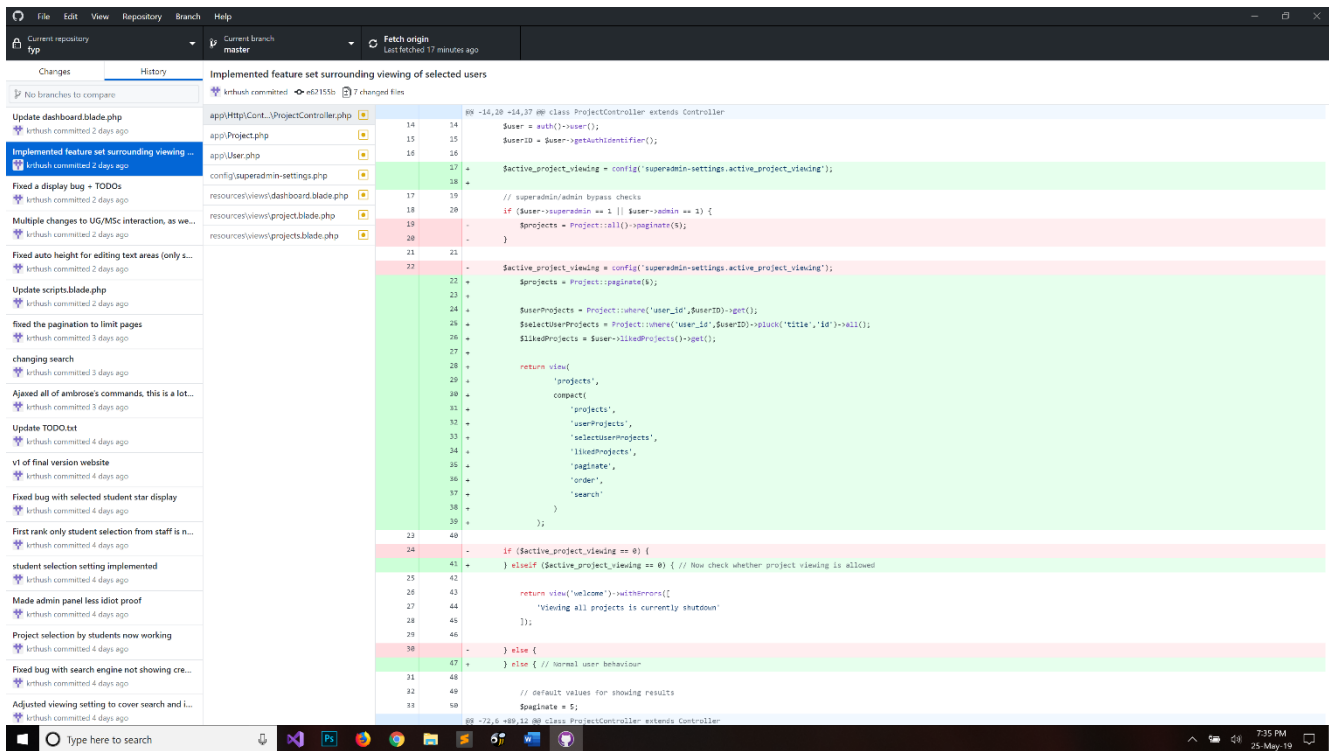 File Edit View Repository Branch Help
Current repository
fyp
Current branch
master
Fetch origin
Last fetched 17 minutes ago
Changes History
No branches to compare
Update dashboard.blade.php
krthush committed 2 days ago
Implemented feature set surrounding viewing ...
krthush committed 2 days ago
Fixed a display bug + TODOs
krthush committed 2 days ago
Multiple changes to UG/MSc interaction, as we...
krthush committed 2 days ago
Fixed auto height for editing text areas (only s...
krthush committed 2 days ago
Update scripts.blade.php
krthush committed 2 days ago
fixed the pagination to limit pages
krthush committed 3 days ago
changing search
krthush committed 3 days ago
Ajaxed all of ambrose's commands, this is a lot...
krthush committed 3 days ago
Update TODO.txt
krthush committed 4 days ago
v1 of final version website
krthush committed 4 days ago
Fixed bug with selected student star display
krthush committed 4 days ago
First rank only student selection from staff is n...
krthush committed 4 days ago
student selection setting implemented
krthush committed 4 days ago
Made admin panel less idiot proof
krthush committed 4 days ago
Project selection by students now working
krthush committed 4 days ago
Fixed bug with search engine not showing cre...
krthush committed 4 days ago
Adjusted viewing setting to cover search and i...
krthush committed 4 days ago
Implemented feature set surrounding viewing of selected users
krthush committed e62155b 7 changed files
app\Http\Cont...\ProjectController.php
app\Project.php
app\User.php
config\superadmin-settings.php
resources\views\dashboard.blade.php
resources\views\project.blade.php
resources\views\projects.blade.php
@@ -14,20 +14,37 @@ class ProjectController extends Controller
14 14 $user = auth()->user();
15 15 $userID = $user->getAuthIdentifier();
16 16
17 + $active_project_viewing = config('superadmin-settings.active_project_viewing');
18 +
17 19 // superadmin/admin bypass checks
18 20 if ($user->superadmin == 1 || $user->admin == 1) {
19 - $projects = Project::all()->paginate(5);
20 - }
21 21
22 - $active_project_viewing = config('superadmin-settings.active_project_viewing');
22 + $projects = Project::paginate(5);
23 +
24 + $userProjects = Project::where('user_id',$userID)->get();
25 + $selectUserProjects = Project::where('user_id',$userID)->pluck('title','id')->all();
26 + $likedProjects = $user->likedProjects()->get();
27 +
28 + return view(
29 + 'projects',
30 + compact(
31 + 'projects',
32 + 'userProjects',
33 + 'selectUserProjects',
34 + 'likedProjects',
35 + 'paginate',
36 + 'order',
37 + 'search'
38 + )
39 + );
23 40
24 - if ($active_project_viewing == 0) {
41 + } elseif ($active_project_viewing == 0) { // Now check whether project viewing is allowed
25 42
26 43 return view('welcome')->withErrors([
27 44 'Viewing all projects is currently shutdown'
28 45 ]);
29 46
30 - } else {
47 + } else { // Normal user behaviour
31 48
32 49 // default values for showing results
33 50 $paginate = 5;
@@ -72,6 +89,12 @@ class ProjectController extends Controller
Type here to search
7:35 PM
25-May-19